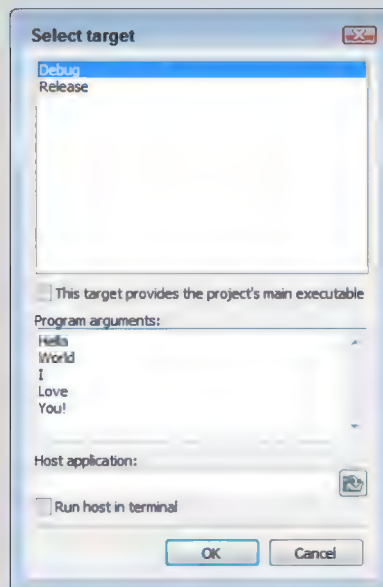 Select target
Debug
Release
This target provides the project's main executable
Program arguments:
Hello
World
I
Love
You!
Host application:
Run host in terminal
OK
Cancel